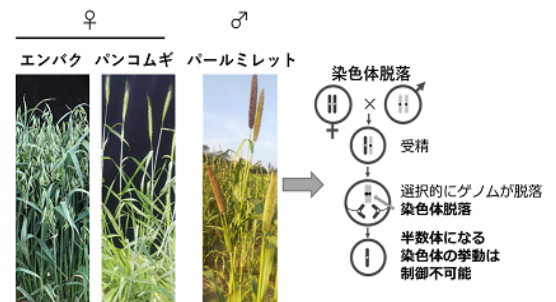 ♀
♂
エンバク パンコムギ
パールミレット
染色体脱落
×
♂
♀
受精
選択的にゲノムが脱落
染色体脱落
半数体になる
染色体の挙動は
制御不可能